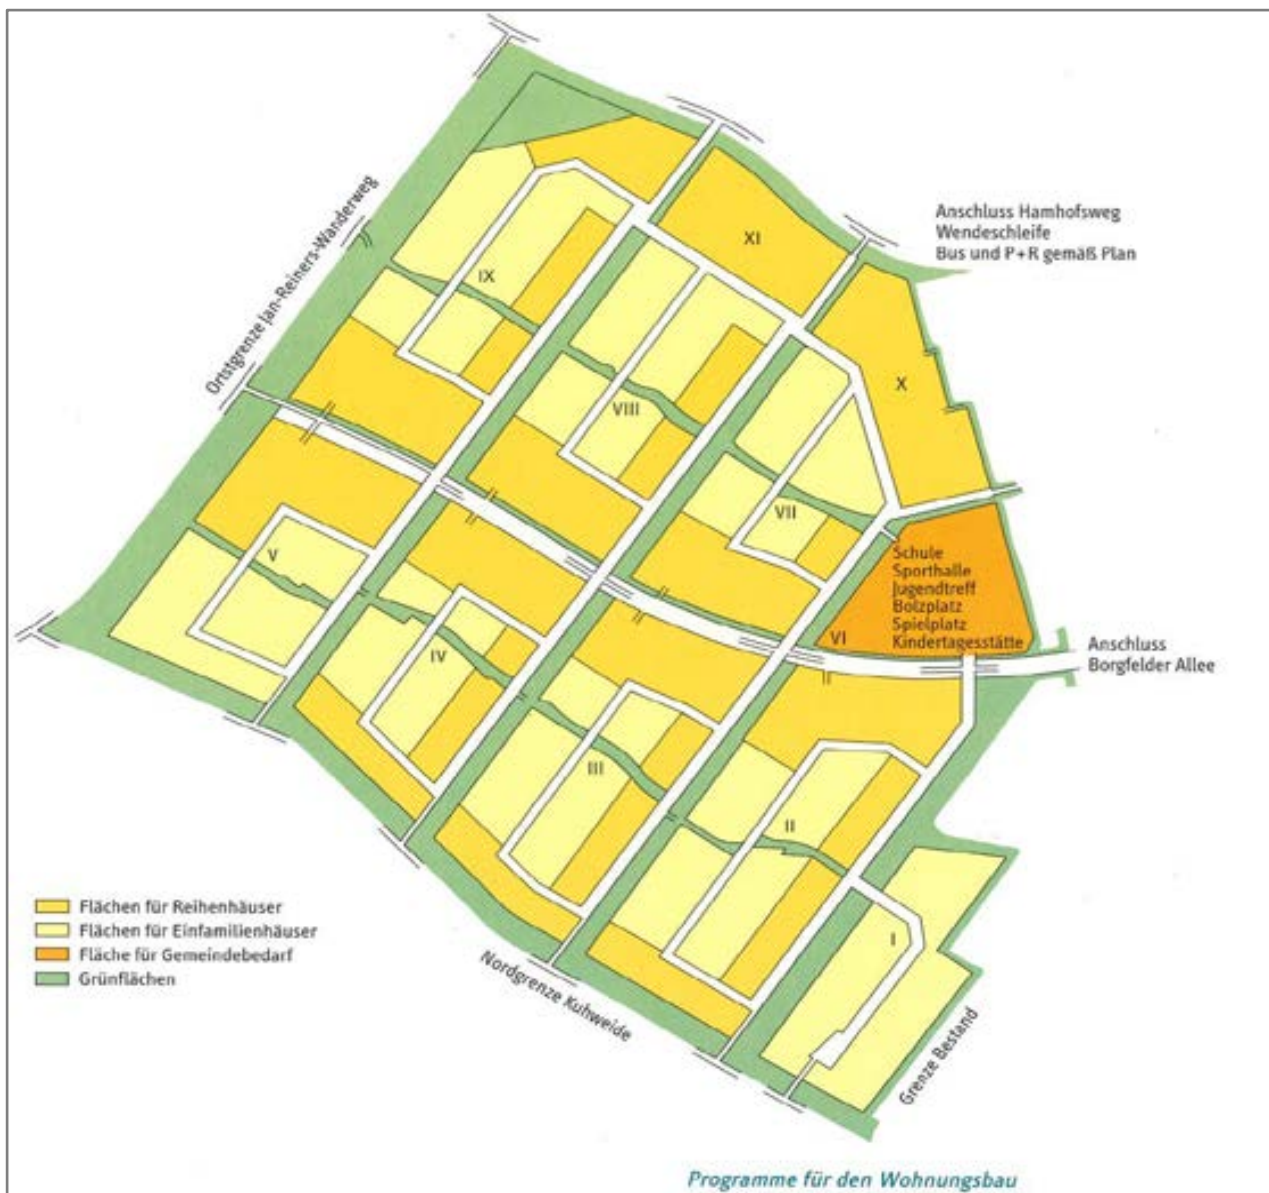 Anschluss Hamhofsweg
Wendeschleife
Bus und P+R gemäß Plan
Ortstgrenze Jan-Reiners-Wanderweg
XI
IX
X
VIII
VII
V
Schule
Sporthalle
Jugendtreff
Bolzplatz
Spielplatz
Kindertagesstätte
VI
IV
Anschluss
Borgfelder Allee
III
II
I
Flächen für Reihenhäuser
Flächen für Einfamilienhäuser
Fläche für Gemeindebedarf
Grünflächen
Nordgrenze Kuhweide
Grenze Bestand
Programme für den Wohnungsbau